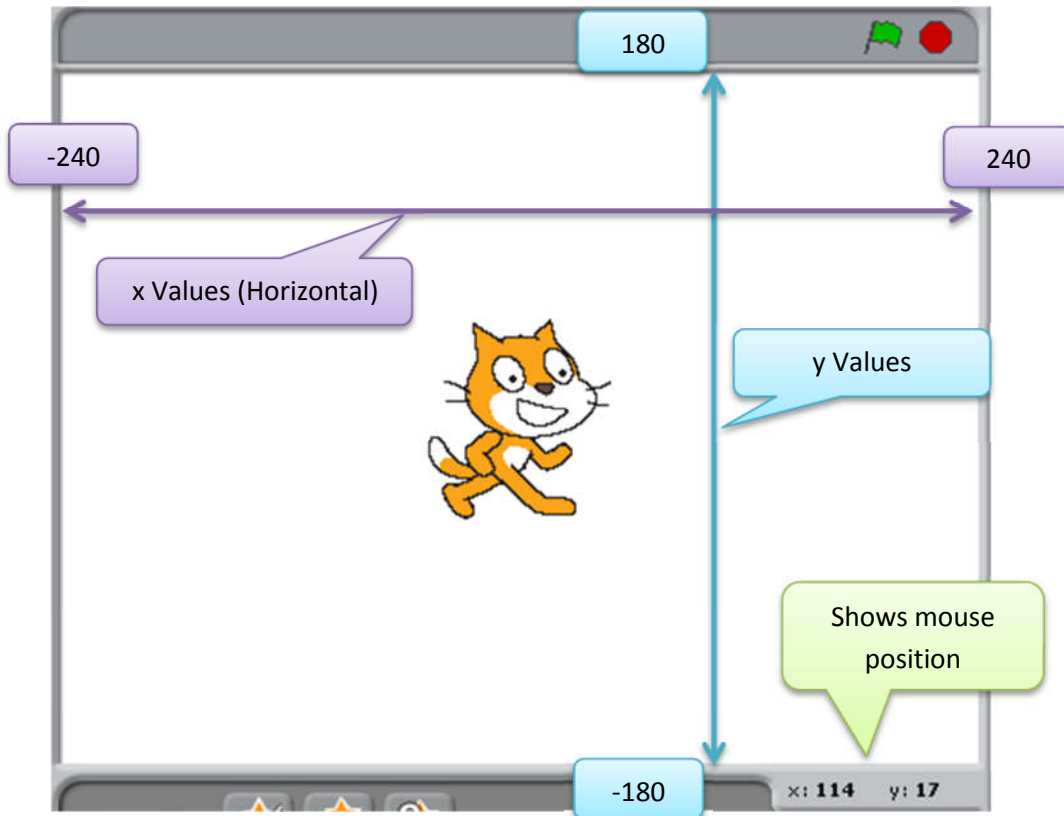 180
-240
240
x Values (Horizontal)
y Values
Shows mouse
position
-180
x: 114 y: 17